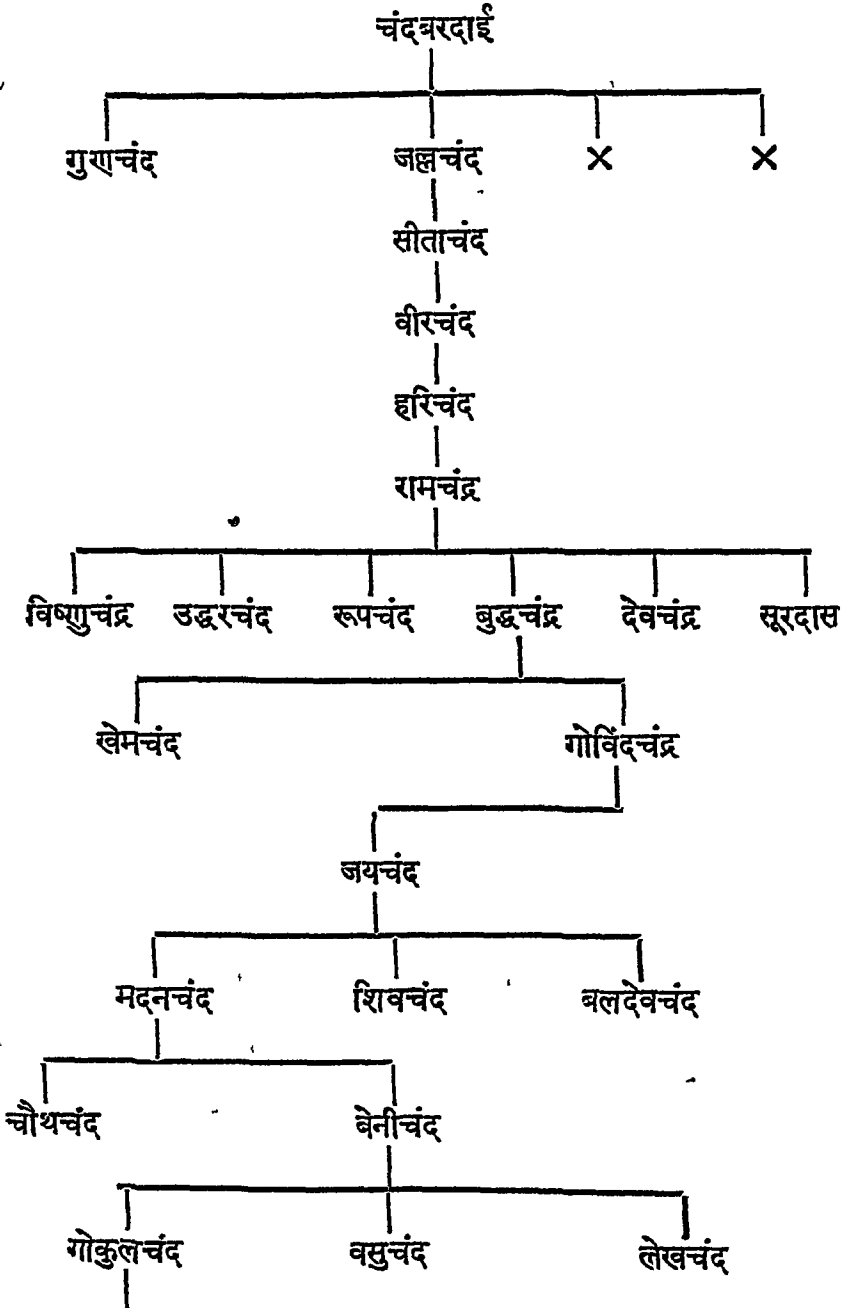 चंदबरदाई
गुणचंद जल्लचंद × ×
सीताचंद
वीरचंद
हरिचंद
रामचंद्र
विष्णुचंद्र उद्धरचंद रूपचंद बुद्धचंद्र देवचंद्र सूरदास
खेमचंद गोविंदचंद्र
जयचंद
मदनचंद शिवचंद बलदेवचंद
चौथचंद बेनीचंद
गोकुलचंद वसुचंद लेखचंद